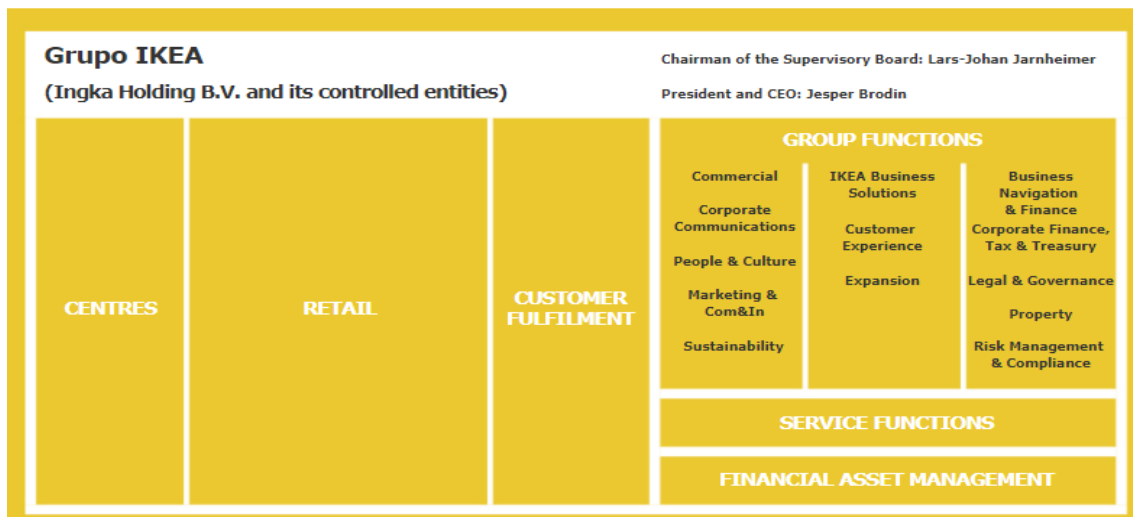 Grupo IKEA
(Ingka Holding B.V. and its controlled entities)
Chairman of the Supervisory Board: Lars-Johan Jarnheimer
President and CEO: Jesper Brodin
CENTRES
RETAIL
CUSTOMER
FULFILMENT
GROUP FUNCTIONS
Commercial
Corporate
Communications
People & Culture
Marketing &
Com&In
Sustainability
IKEA Business
Solutions
Customer
Experience
Expansion
Business
Navigation
& Finance
Corporate Finance,
Tax & Treasury
Legal & Governance
Property
Risk Management
& Compliance
SERVICE FUNCTIONS
FINANCIAL ASSET MANAGEMENT